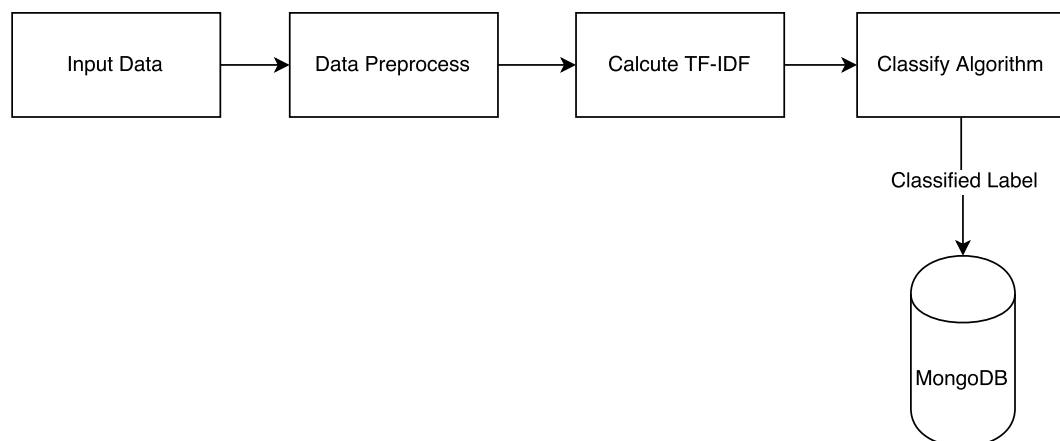 Input Data
Data Preprocess
Calcute TF-IDF
Classify Algorithm
Classified Label
MongoDB